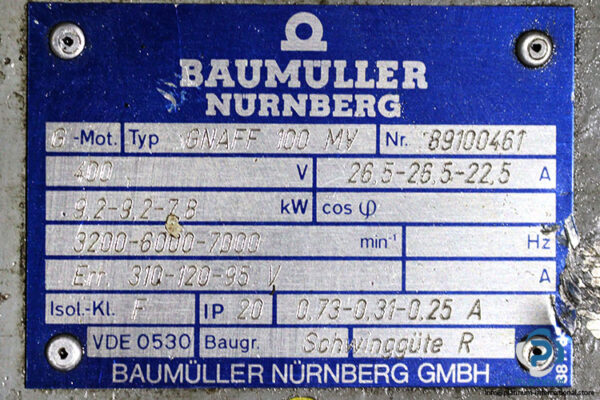 BAUMÜLLER
NÜRNBERG
G -Mot. Typ GNAFF 100 MV Nr. 89100461
400 V 26,5-26,5-22,5 A
9,2-9,2-7,8 kW cos φ
3200-6000-7000 min⁻¹ Hz
Err. 310-120-95 V A
Isol.-Kl. F IP 20 0,73-0,31-0,25 A
VDE 0530 Baugr. Schwinggüte R
BAUMÜLLER NÜRNBERG GMBH